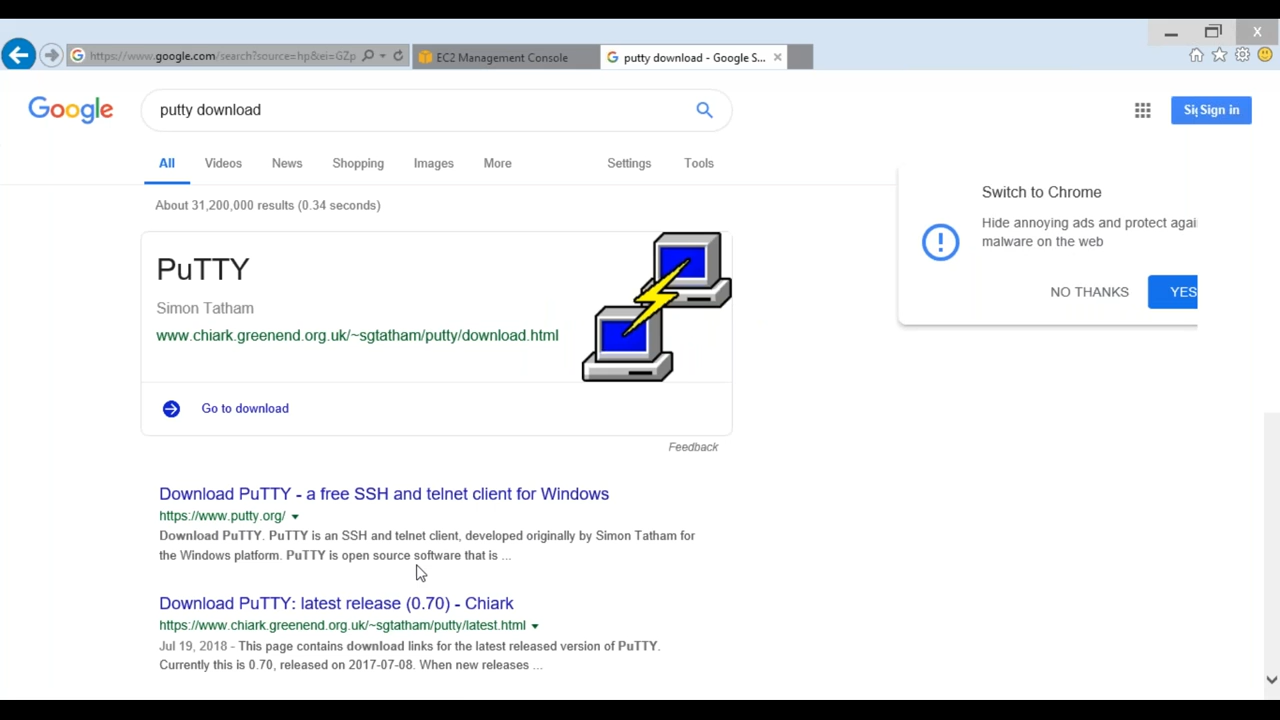 https://www.google.com/search?source=hp&ei=GZp
EC2 Management Console
putty download - Google S...
Google
putty download
Sign in
All
Videos
News
Shopping
Images
More
Settings
Tools
About 31,200,000 results (0.34 seconds)
Switch to Chrome
Hide annoying ads and protect agai
malware on the web
NO THANKS
YES
PuTTY
Simon Tatham
www.chiark.greenend.org.uk/~sgtatham/putty/download.html
Go to download
Feedback
Download PuTTY - a free SSH and telnet client for Windows
https://www.putty.org/
Download PuTTY. PuTTY is an SSH and telnet client, developed originally by Simon Tatham for
the Windows platform. PuTTY is open source software that is ...
Download PuTTY: latest release (0.70) - Chiark
https://www.chiark.greenend.org.uk/~sgtatham/putty/latest.html
Jul 19, 2018 - This page contains download links for the latest released version of PuTTY.
Currently this is 0.70, released on 2017-07-08. When new releases ...